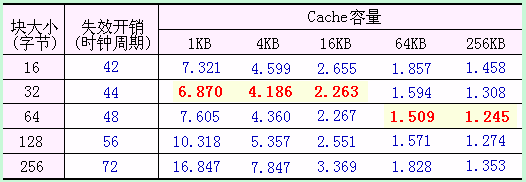 块大小 失效开销 Cache容量
(字节) (时钟周期) 1KB 4KB 16KB 64KB 256KB
16 42 7.321 4.599 2.655 1.857 1.458
32 44 6.870 4.186 2.263 1.594 1.308
64 48 7.605 4.360 2.267 1.509 1.245
128 56 10.318 5.357 2.551 1.571 1.274
256 72 16.847 7.847 3.369 1.828 1.353